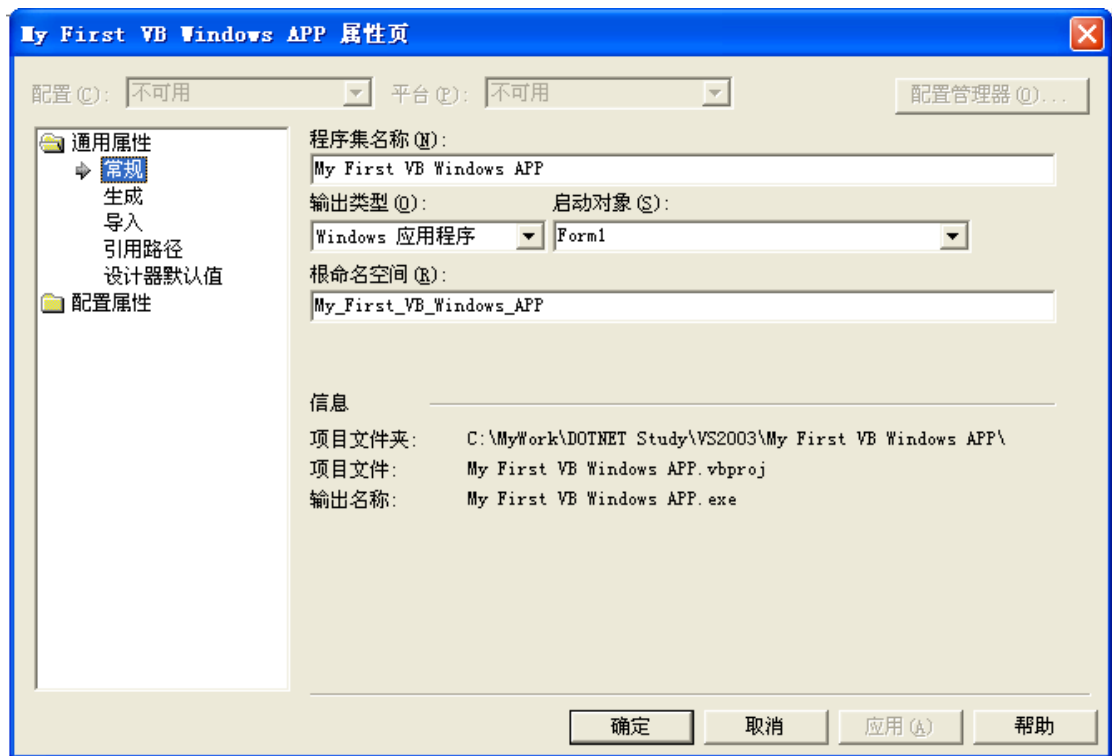 My First VB Windows APP 属性页
配置(C): 不可用 平台(P): 不可用 配置管理器(O)...
通用属性
常规
生成
导入
引用路径
设计器默认值
配置属性
程序集名称(N):
My First VB Windows APP
输出类型(O): 启动对象(S):
Windows 应用程序 Form1
根命名空间(R):
My_First_VB_Windows_APP
信息
项目文件夹: C:\MyWork\DOTNET Study\VS2003\My First VB Windows APP\
项目文件: My First VB Windows APP.vbproj
输出名称: My First VB Windows APP.exe
确定 取消 应用(A) 帮助